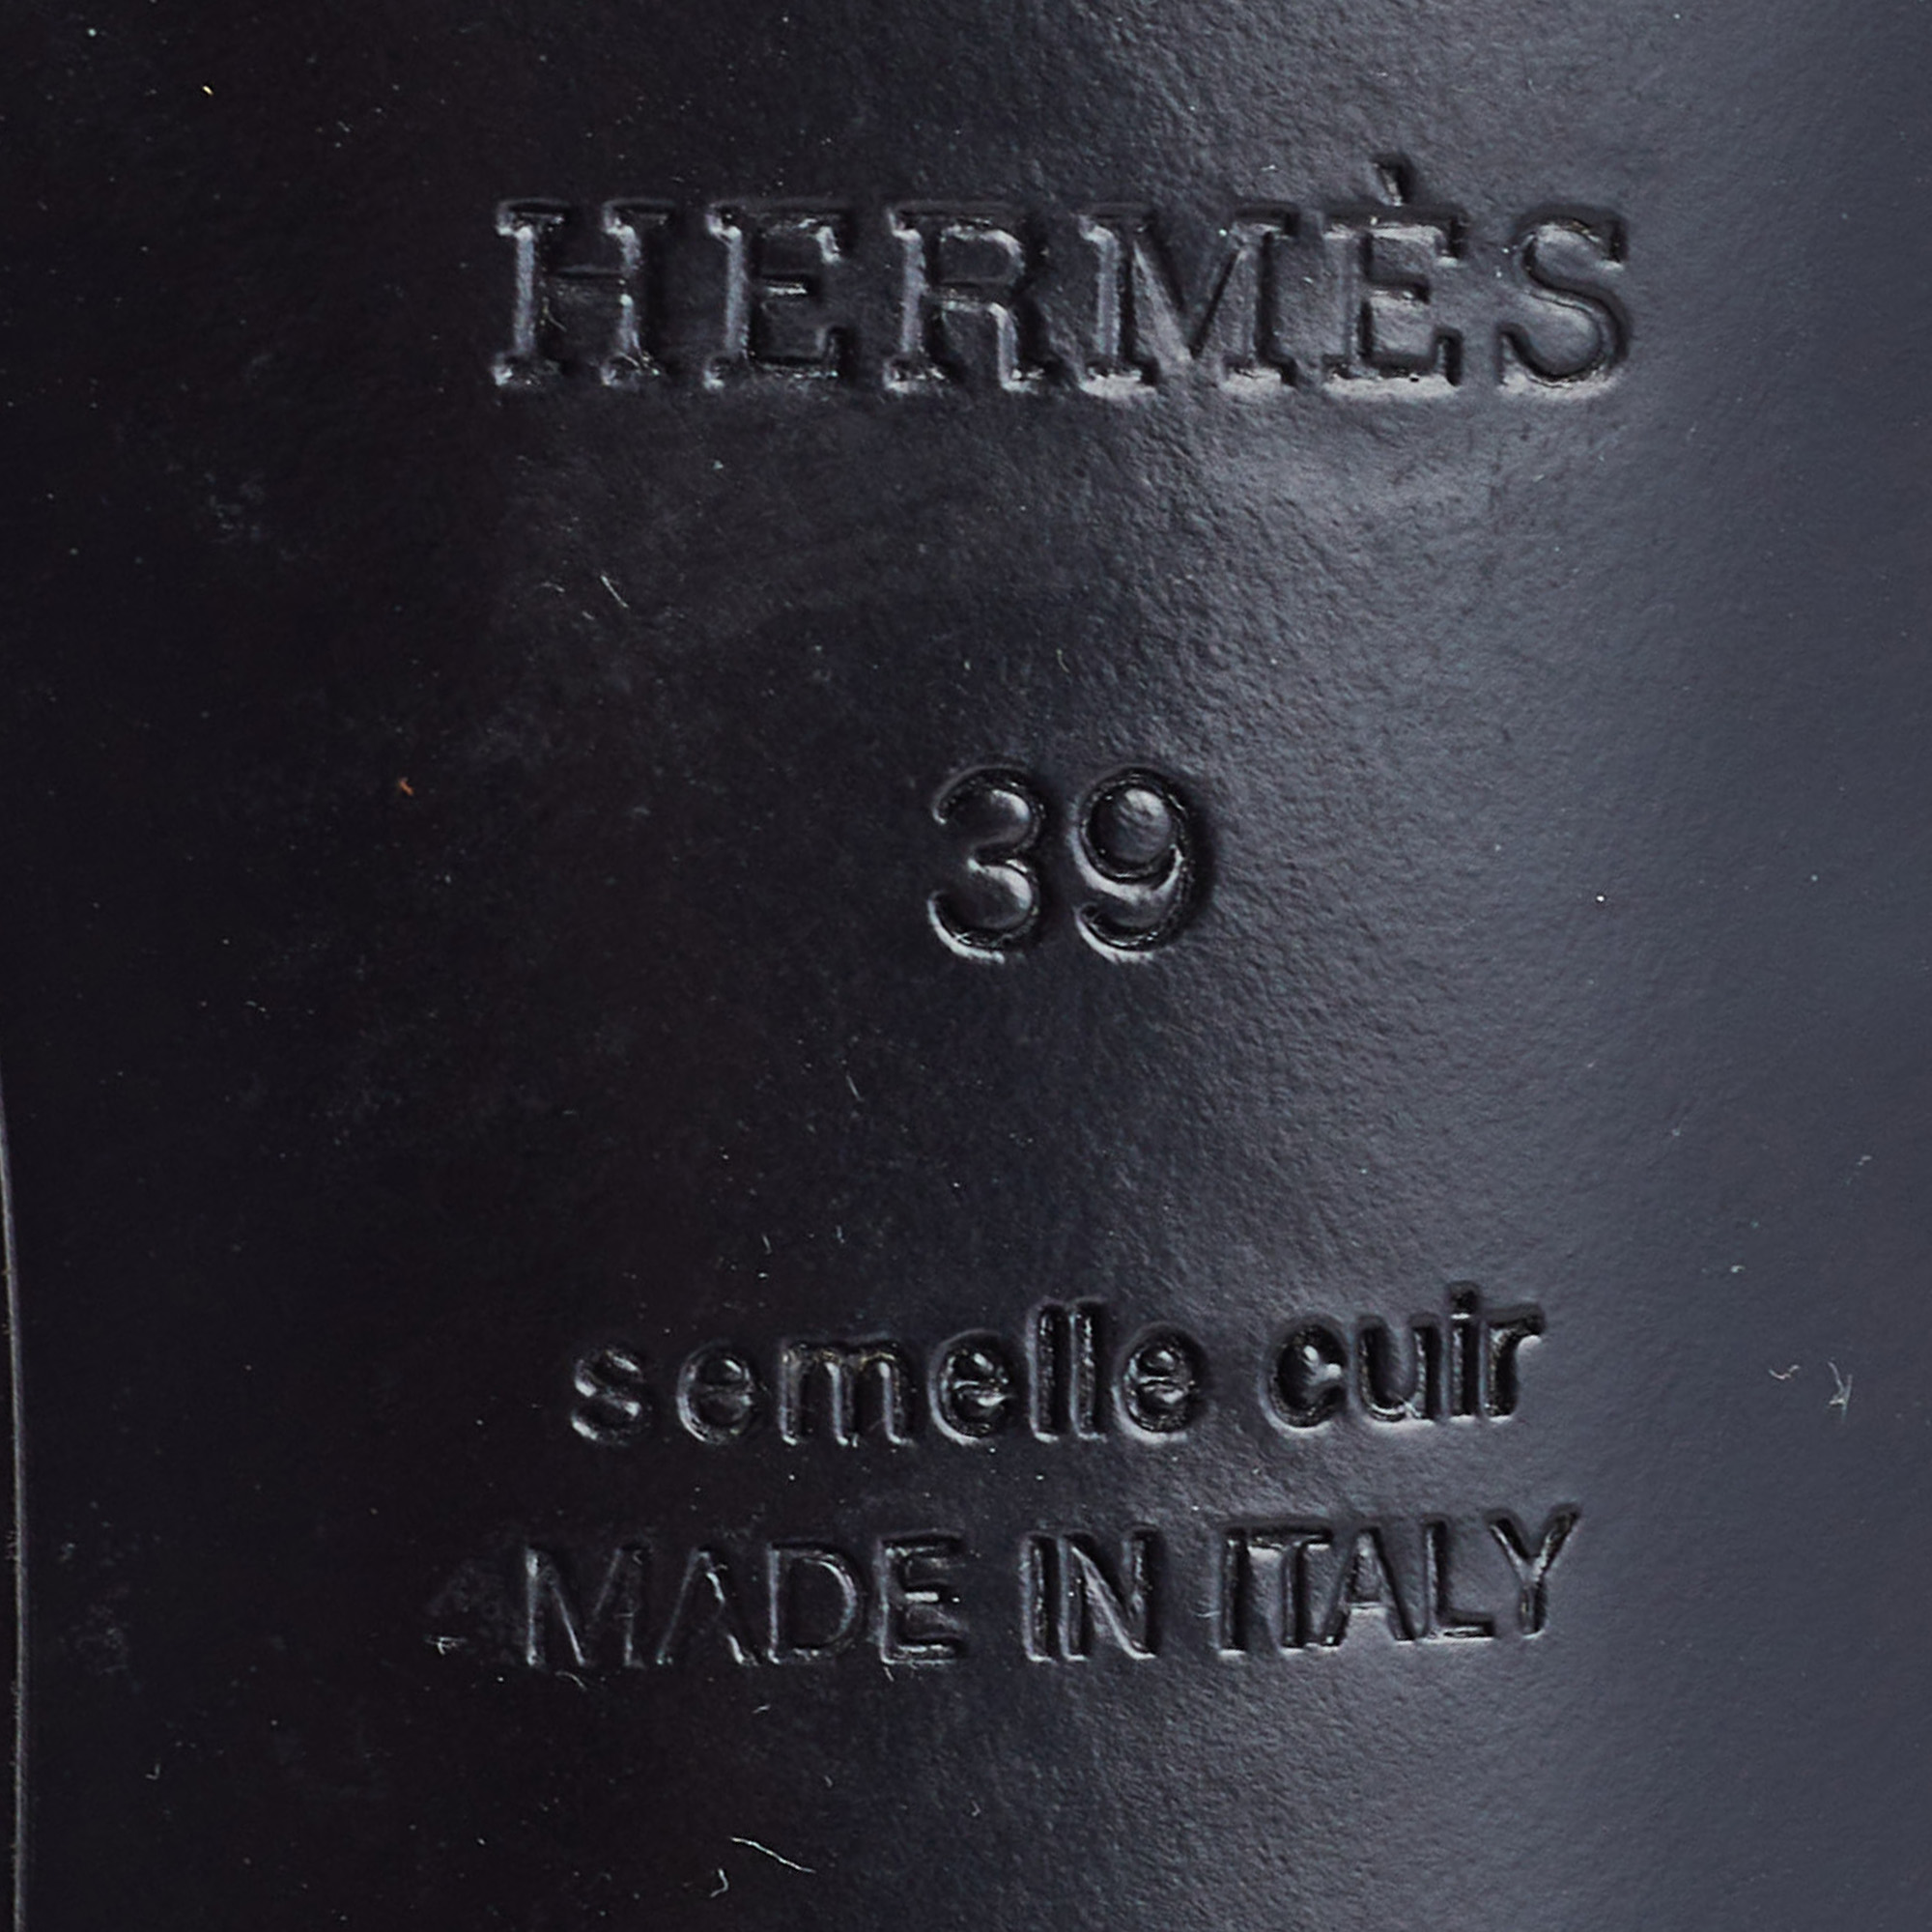 HERMÈS
39
semelle cuir
MADE IN ITALY